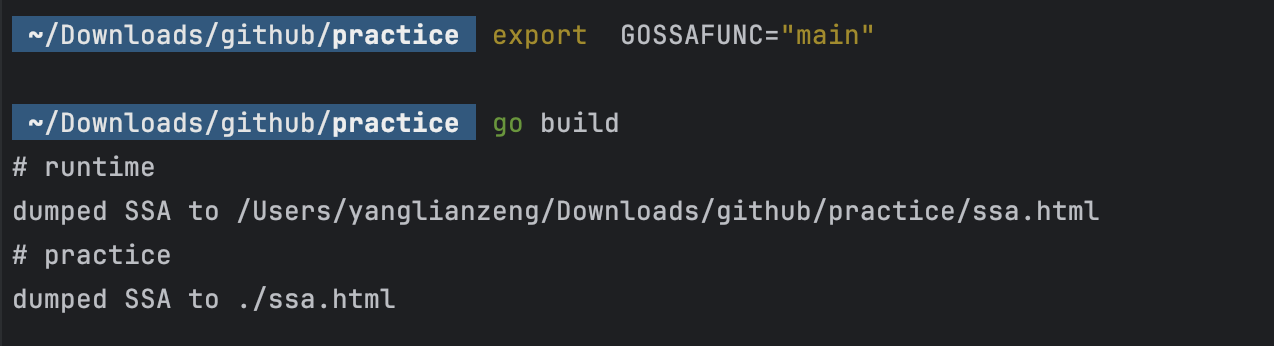 ~/Downloads/github/practice export  GOSSAFUNC="main"
~/Downloads/github/practice go build
# runtime
dumped SSA to /Users/yanglianzeng/Downloads/github/practice/ssa.html
# practice
dumped SSA to ./ssa.html